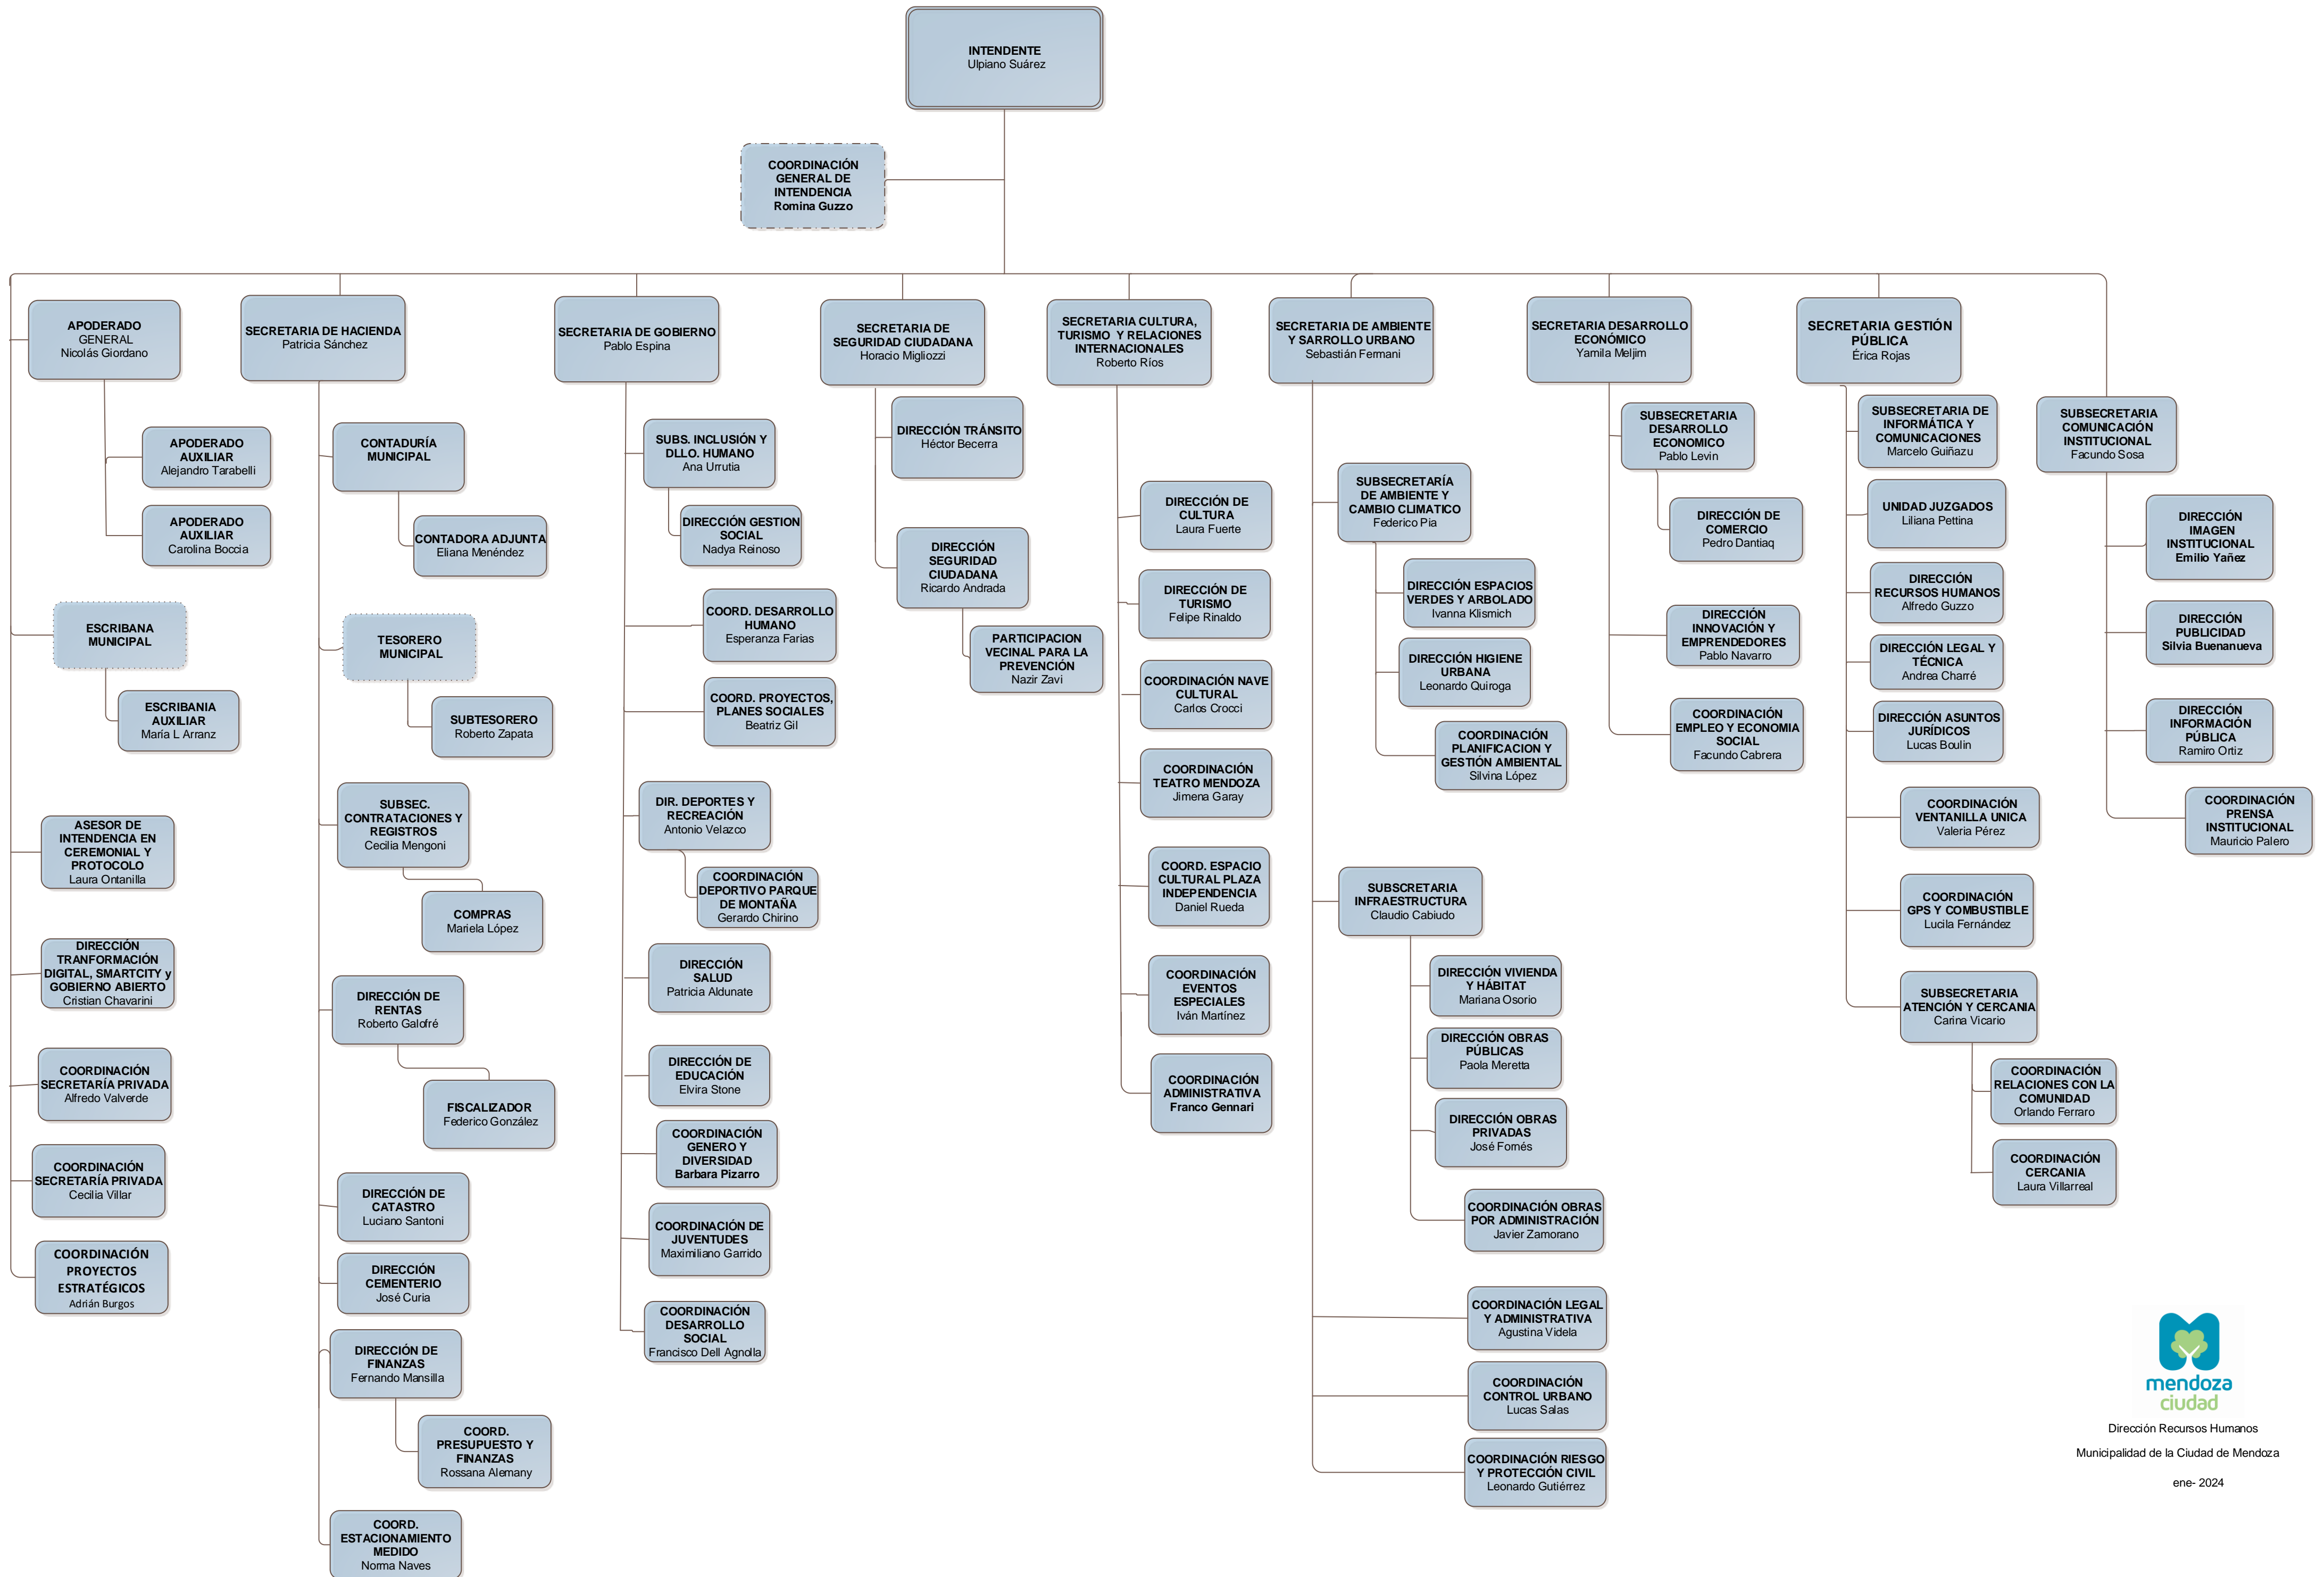 INTENDENTE
Ulpiano Suárez
COORDINACIÓN
GENERAL DE
INTENDENCIA
Romina Guzzo
APODERADO
GENERAL
Nicolás Giordano
APODERADO
AUXILIAR
Alejandro Tarabelli
APODERADO
AUXILIAR
Carolina Boccia
ESCRIBANA
MUNICIPAL
ESCRIBANIA
AUXILIAR
María L Arranz
ASESOR DE
INTENDENCIA EN
CEREMONIAL Y
PROTOCOLO
Laura Ontanilla
DIRECCIÓN
TRANFORMACIÓN
DIGITAL, SMARTCITY y
GOBIERNO ABIERTO
Cristian Chavarini
COORDINACIÓN
SECRETARÍA PRIVADA
Alfredo Valverde
COORDINACIÓN
SECRETARÍA PRIVADA
Cecilia Villar
COORDINACIÓN
PROYECTOS
ESTRATÉGICOS
Adrián Burgos
SECRETARIA DE HACIENDA
Patricia Sánchez
CONTADURÍA
MUNICIPAL
CONTADORA ADJUNTA
Eliana Menéndez
TESORERO
MUNICIPAL
SUBTESORERO
Roberto Zapata
SUBSEC.
CONTRATACIONES Y
REGISTROS
Cecilia Mengoni
COMPRAS
Mariela López
DIRECCIÓN DE
RENTAS
Roberto Galofré
FISCALIZADOR
Federico González
DIRECCIÓN DE
CATASTRO
Luciano Santoni
DIRECCIÓN
CEMENTERIO
José Curia
DIRECCIÓN DE
FINANZAS
Fernando Mansilla
COORD.
PRESUPUESTO Y
FINANZAS
Rossana Alemany
COORD.
ESTACIONAMIENTO
MEDIDO
Norma Naves
SECRETARIA DE GOBIERNO
Pablo Espina
SUBS. INCLUSIÓN Y
DLLO. HUMANO
Ana Urrutia
DIRECCIÓN GESTION
SOCIAL
Nadya Reinoso
COORD. DESARROLLO
HUMANO
Esperanza Farias
COORD. PROYECTOS,
PLANES SOCIALES
Beatriz Gil
DIR. DEPORTES Y
RECREACIÓN
Antonio Velazco
COORDINACIÓN
DEPORTIVO PARQUE
DE MONTAÑA
Gerardo Chirino
DIRECCIÓN
SALUD
Patricia Aldunate
DIRECCIÓN DE
EDUCACIÓN
Elvira Stone
COORDINACIÓN
GENERO Y
DIVERSIDAD
Barbara Pizarro
COORDINACIÓN DE
JUVENTUDES
Maximiliano Garrido
COORDINACIÓN
DESARROLLO
SOCIAL
Francisco Dell Agnolla
SECRETARIA DE
SEGURIDAD CIUDADANA
Horacio Migliozzi
DIRECCIÓN TRÁNSITO
Héctor Becerra
DIRECCIÓN
SEGURIDAD
CIUDADANA
Ricardo Andrada
PARTICIPACION
VECINAL PARA LA
PREVENCIÓN
Nazir Zavi
SECRETARIA CULTURA,
TURISMO Y RELACIONES
INTERNACIONALES
Roberto Ríos
DIRECCIÓN DE
CULTURA
Laura Fuerte
DIRECCIÓN DE
TURISMO
Felipe Rinaldo
COORDINACIÓN NAVE
CULTURAL
Carlos Crocci
COORDINACIÓN
TEATRO MENDOZA
Jimena Garay
COORD. ESPACIO
CULTURAL PLAZA
INDEPENDENCIA
Daniel Rueda
COORDINACIÓN
EVENTOS
ESPECIALES
Iván Martínez
COORDINACIÓN
ADMINISTRATIVA
Franco Gennari
SECRETARIA DE AMBIENTE
Y SARROLLO URBANO
Sebastián Fermani
SUBSECRETARÍA
DE AMBIENTE Y
CAMBIO CLIMATICO
Federico Pia
DIRECCIÓN ESPACIOS
VERDES Y ARBOLADO
Ivanna Klismich
DIRECCIÓN HIGIENE
URBANA
Leonardo Quiroga
COORDINACIÓN
PLANIFICACION Y
GESTIÓN AMBIENTAL
Silvina López
SUBSCRETARIA
INFRAESTRUCTURA
Claudio Cabiudo
DIRECCIÓN VIVIENDA
Y HÁBITAT
Mariana Osorio
DIRECCIÓN OBRAS
PÚBLICAS
Paola Meretta
DIRECCIÓN OBRAS
PRIVADAS
José Fornés
COORDINACIÓN OBRAS
POR ADMINISTRACIÓN
Javier Zamorano
COORDINACIÓN LEGAL
Y ADMINISTRATIVA
Agustina Videla
COORDINACIÓN
CONTROL URBANO
Lucas Salas
COORDINACIÓN RIESGO
Y PROTECCIÓN CIVIL
Leonardo Gutiérrez
SECRETARIA DESARROLLO
ECONÓMICO
Yamila Meljim
SUBSECRETARIA
DESARROLLO
ECONOMICO
Pablo Levin
DIRECCIÓN DE
COMERCIO
Pedro Dantiaq
DIRECCIÓN
INNOVACIÓN Y
EMPRENDEDORES
Pablo Navarro
COORDINACIÓN
EMPLEO Y ECONOMIA
SOCIAL
Facundo Cabrera
SECRETARIA GESTIÓN
PÚBLICA
Érica Rojas
SUBSECRETARIA DE
INFORMÁTICA Y
COMUNICACIONES
Marcelo Guiñazu
UNIDAD JUZGADOS
Liliana Pettina
DIRECCIÓN
RECURSOS HUMANOS
Alfredo Guzzo
DIRECCIÓN LEGAL Y
TÉCNICA
Andrea Charré
DIRECCIÓN ASUNTOS
JURÍDICOS
Lucas Boulin
COORDINACIÓN
VENTANILLA UNICA
Valeria Pérez
COORDINACIÓN
GPS Y COMBUSTIBLE
Lucila Fernández
SUBSECRETARIA
ATENCIÓN Y CERCANIA
Carina Vicario
COORDINACIÓN
RELACIONES CON LA
COMUNIDAD
Orlando Ferraro
COORDINACIÓN
CERCANIA
Laura Villarreal
SUBSECRETARIA
COMUNICACIÓN
INSTITUCIONAL
Facundo Sosa
DIRECCIÓN
IMAGEN
INSTITUCIONAL
Emilio Yañez
DIRECCIÓN
PUBLICIDAD
Silvia Buenanueva
DIRECCIÓN
INFORMACIÓN
PÚBLICA
Ramiro Ortiz
COORDINACIÓN
PRENSA
INSTITUCIONAL
Mauricio Palero
mendoza
ciudad
Dirección Recursos Humanos
Municipalidad de la Ciudad de Mendoza
ene- 2024